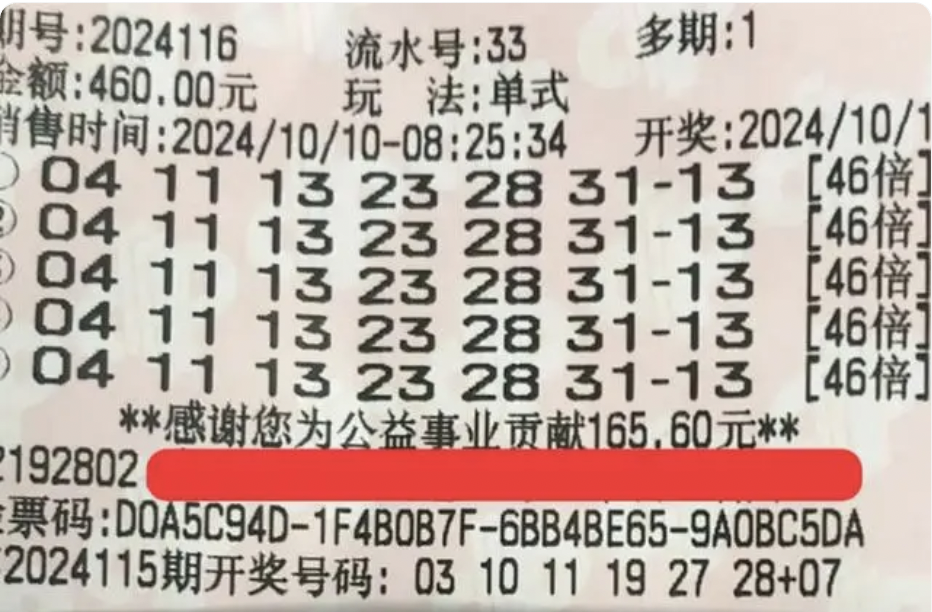 期号:2024116 流水号:33 多期:1
金额:460.00元 玩 法:单式
销售时间:2024/10/10-08:25:34 开奖:2024/10/1
04 11 13 23 28 31-13 [46倍]
② 04 11 13 23 28 31-13 [46倍]
04 11 13 23 28 31-13 [46倍]
04 11 13 23 28 31-13 [46倍]
04 11 13 23 28 31-13 [46倍]
**感谢您为公益事业贡献165.60元**
2192802
票码:D0A5C94D-1F4B0B7F-6BB4BE65-9A0BC5DA
2024115期开奖号码: 03 10 11 19 27 28+07